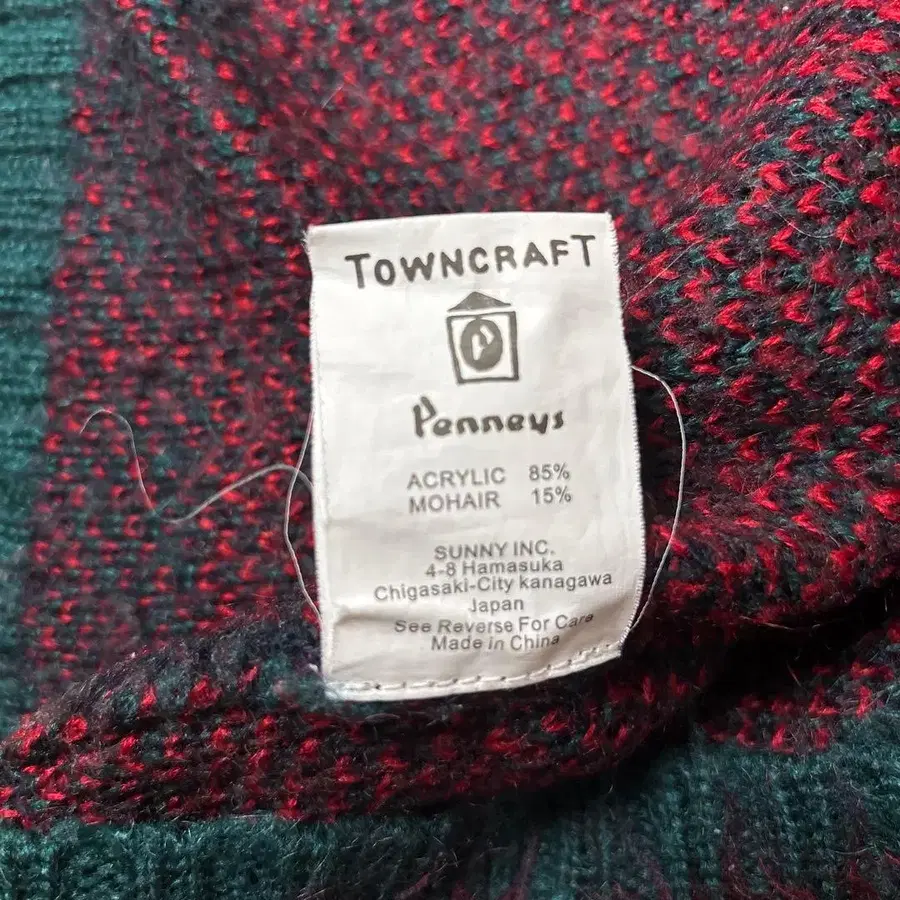 TOWNCRAFT
P
Penneys
ACRYLIC 85%
MOHAIR 15%
SUNNY INC.
4-8 Hamasuka
Chigasaki-City kanagawa
Japan
See Reverse For Care
Made in China